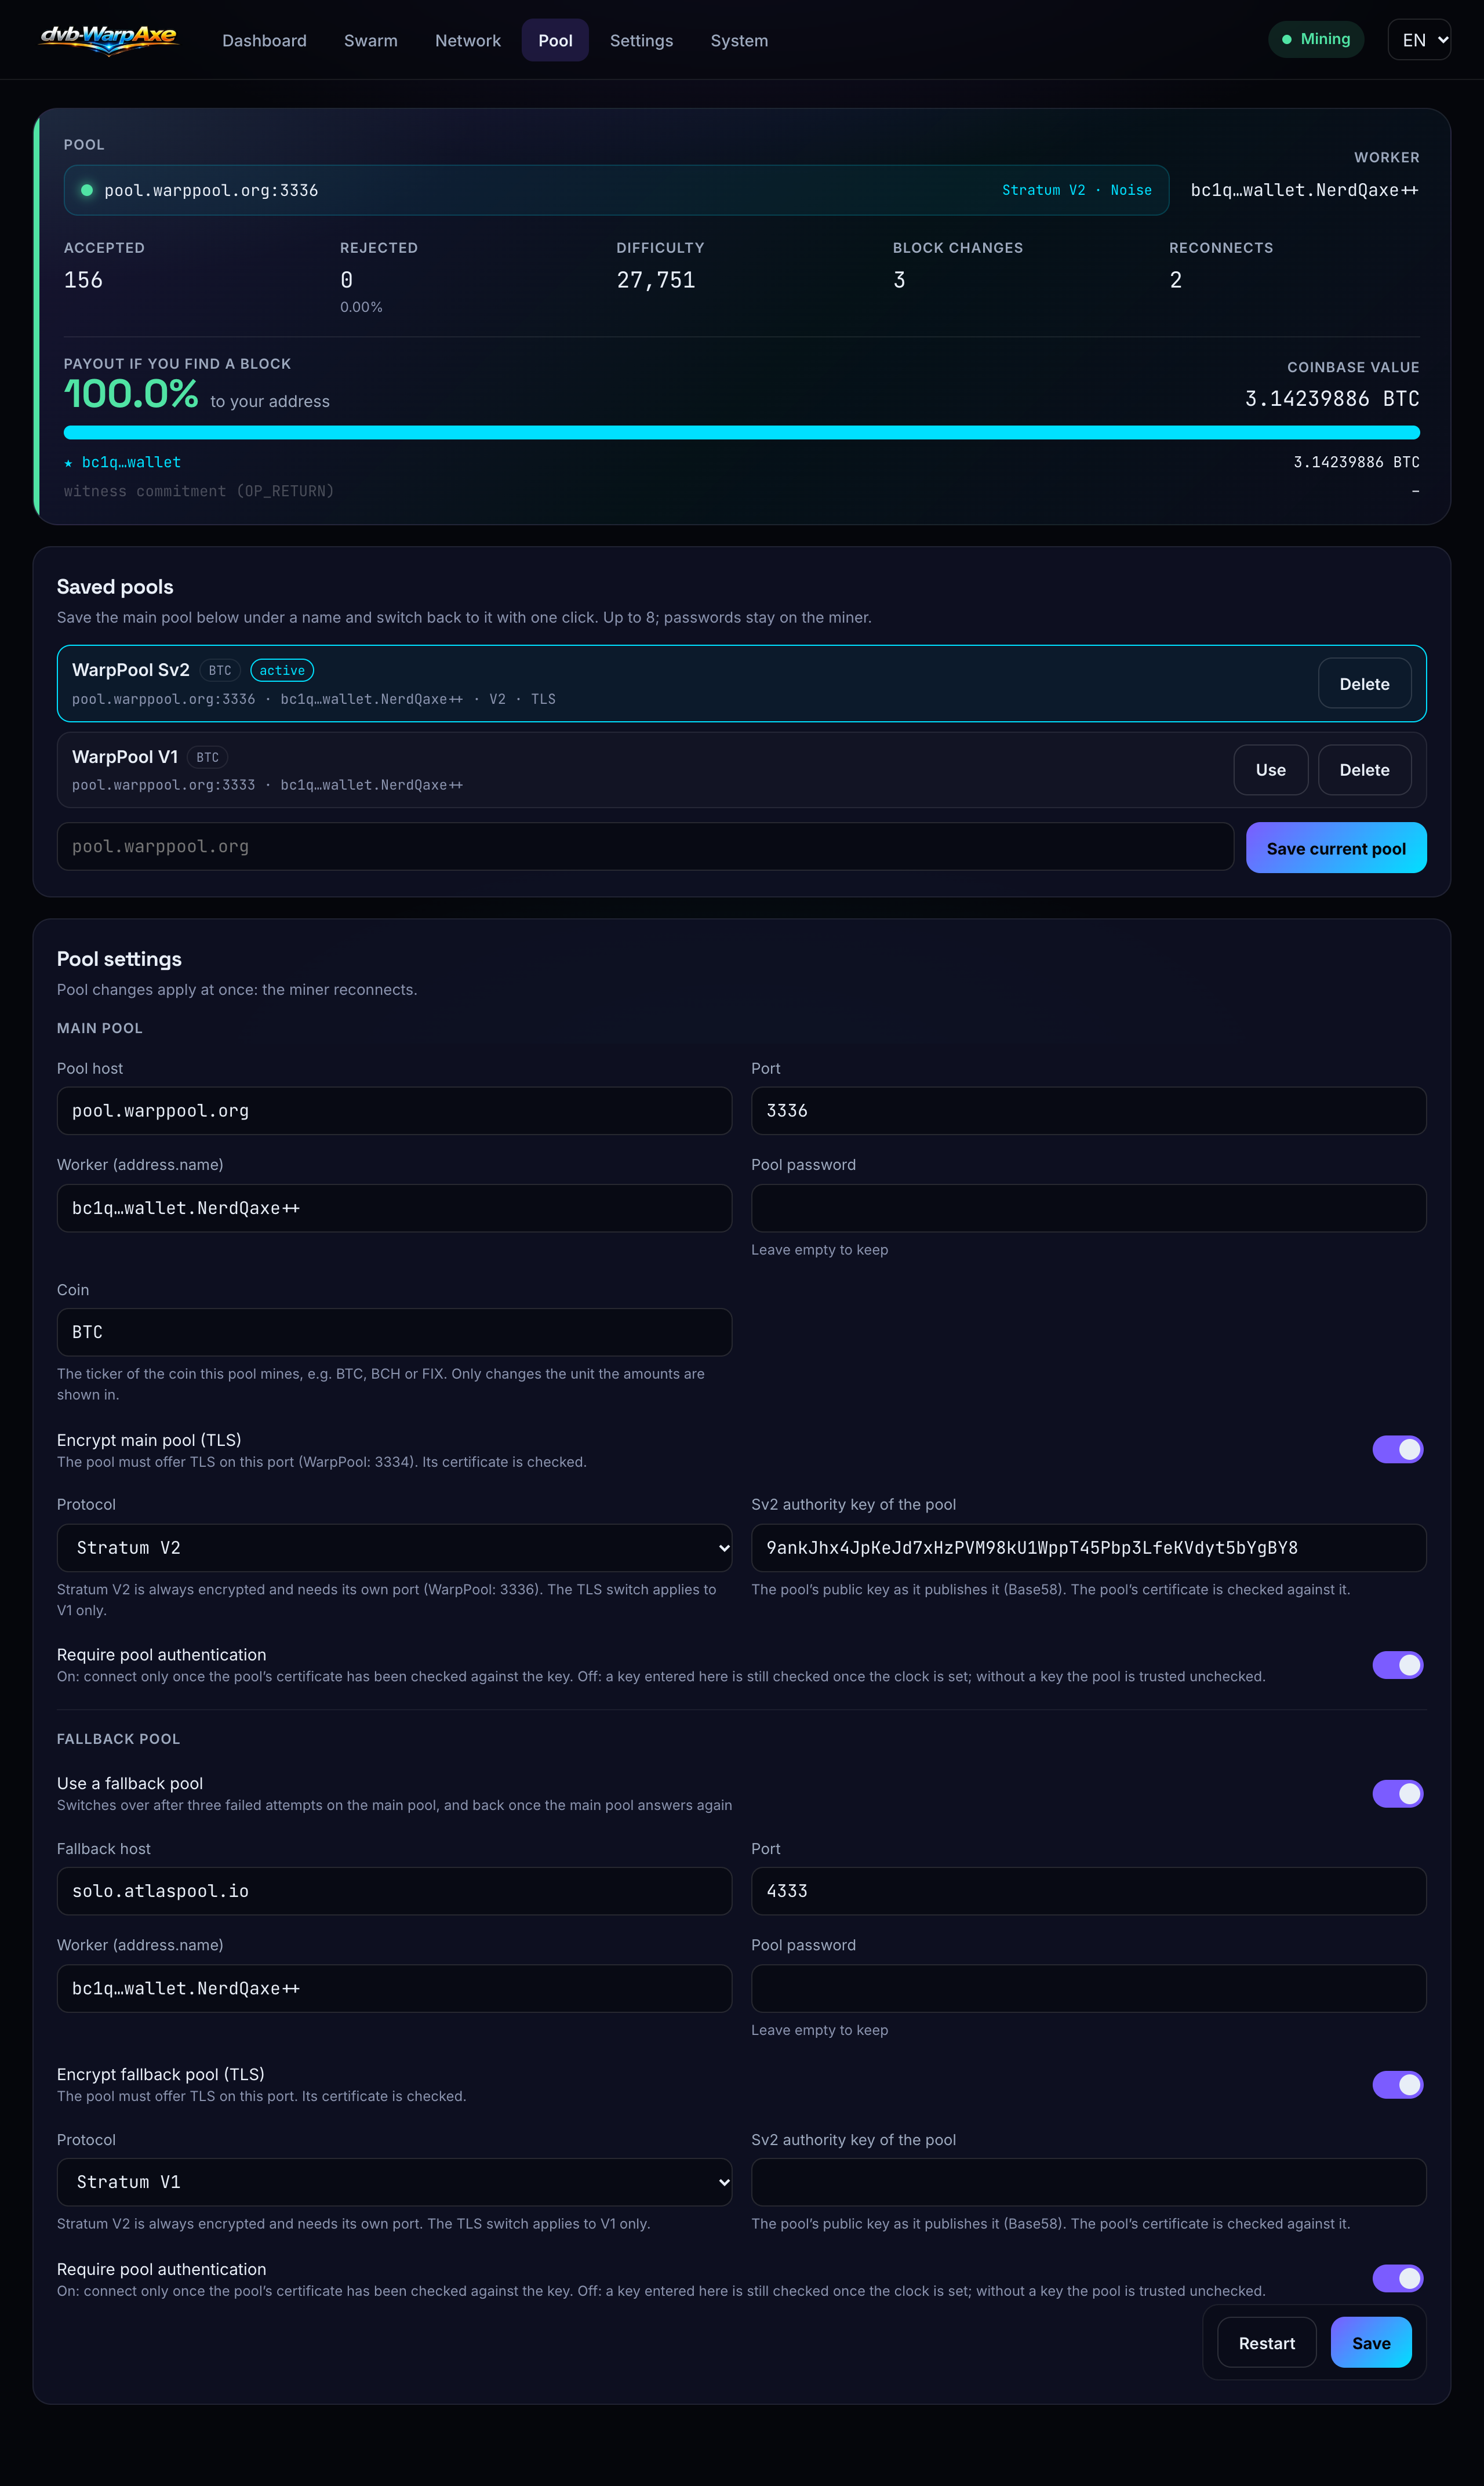 dvb-WarpAxe
Dashboard
Swarm
Network
Pool
Settings
System
Mining
EN
POOL
pool.warppool.org:3336
Stratum V2 · Noise
WORKER
bc1q…wallet.NerdQaxe++
ACCEPTED
156
REJECTED
0
0.00%
DIFFICULTY
27,751
BLOCK CHANGES
3
RECONNECTS
2
PAYOUT IF YOU FIND A BLOCK
100.0% to your address
COINBASE VALUE
3.14239886 BTC
★ bc1q…wallet
3.14239886 BTC
witness commitment (OP_RETURN)
–
Saved pools
Save the main pool below under a name and switch back to it with one click. Up to 8; passwords stay on the miner.
WarpPool Sv2 BTC active
pool.warppool.org:3336 · bc1q…wallet.NerdQaxe++ · V2 · TLS
Delete
WarpPool V1 BTC
pool.warppool.org:3333 · bc1q…wallet.NerdQaxe++
Use
Delete
pool.warppool.org
Save current pool
Pool settings
Pool changes apply at once: the miner reconnects.
MAIN POOL
Pool host
pool.warppool.org
Port
3336
Worker (address.name)
bc1q…wallet.NerdQaxe++
Pool password
Leave empty to keep
Coin
BTC
The ticker of the coin this pool mines, e.g. BTC, BCH or FIX. Only changes the unit the amounts are
shown in.
Encrypt main pool (TLS)
The pool must offer TLS on this port (WarpPool: 3334). Its certificate is checked.
Protocol
Stratum V2
Stratum V2 is always encrypted and needs its own port (WarpPool: 3336). The TLS switch applies to
V1 only.
Sv2 authority key of the pool
9ankJhx4JpKeJd7xHzPVM98kU1WppT45Pbp3LfeKVdyt5bYgBY8
The pool’s public key as it publishes it (Base58). The pool’s certificate is checked against it.
Require pool authentication
On: connect only once the pool’s certificate has been checked against the key. Off: a key entered here is still checked once the clock is set; without a key the pool is trusted unchecked.
FALLBACK POOL
Use a fallback pool
Switches over after three failed attempts on the main pool, and back once the main pool answers again
Fallback host
solo.atlaspool.io
Port
4333
Worker (address.name)
bc1q…wallet.NerdQaxe++
Pool password
Leave empty to keep
Encrypt fallback pool (TLS)
The pool must offer TLS on this port. Its certificate is checked.
Protocol
Stratum V1
Stratum V2 is always encrypted and needs its own port. The TLS switch applies to V1 only.
Sv2 authority key of the pool
The pool’s public key as it publishes it (Base58). The pool’s certificate is checked against it.
Require pool authentication
On: connect only once the pool’s certificate has been checked against the key. Off: a key entered here is still checked once the clock is set; without a key the pool is trusted unchecked.
Restart
Save